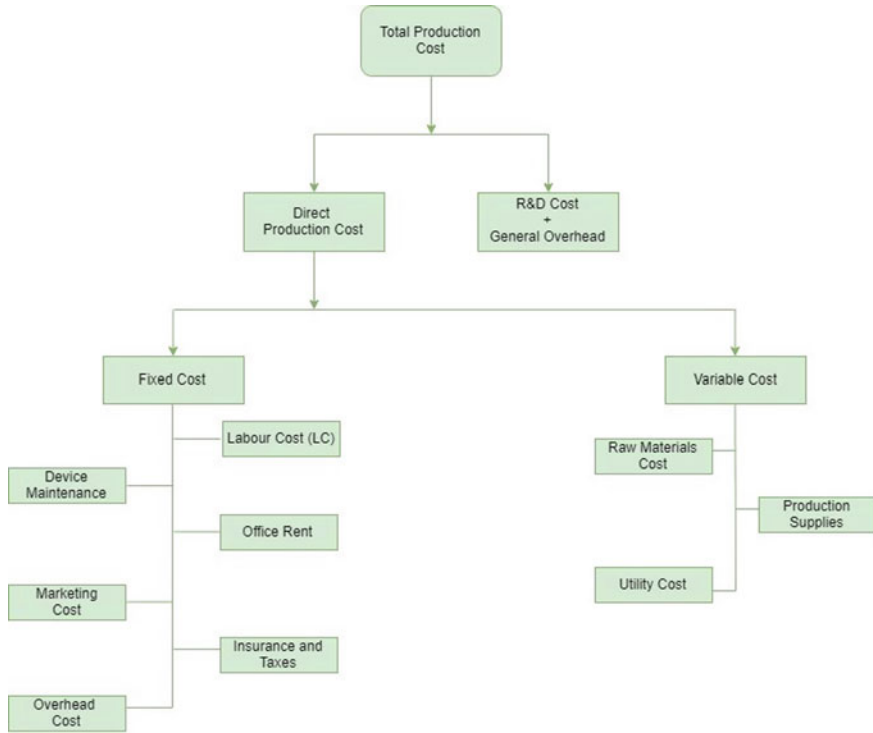 Total Production
Cost
Direct
Production Cost
R&D Cost
+
General Overhead
Fixed Cost
Variable Cost
Labour Cost (LC)
Device
Maintenance
Office Rent
Marketing
Cost
Insurance and
Taxes
Overhead
Cost
Raw Materials
Cost
Production
Supplies
Utility Cost